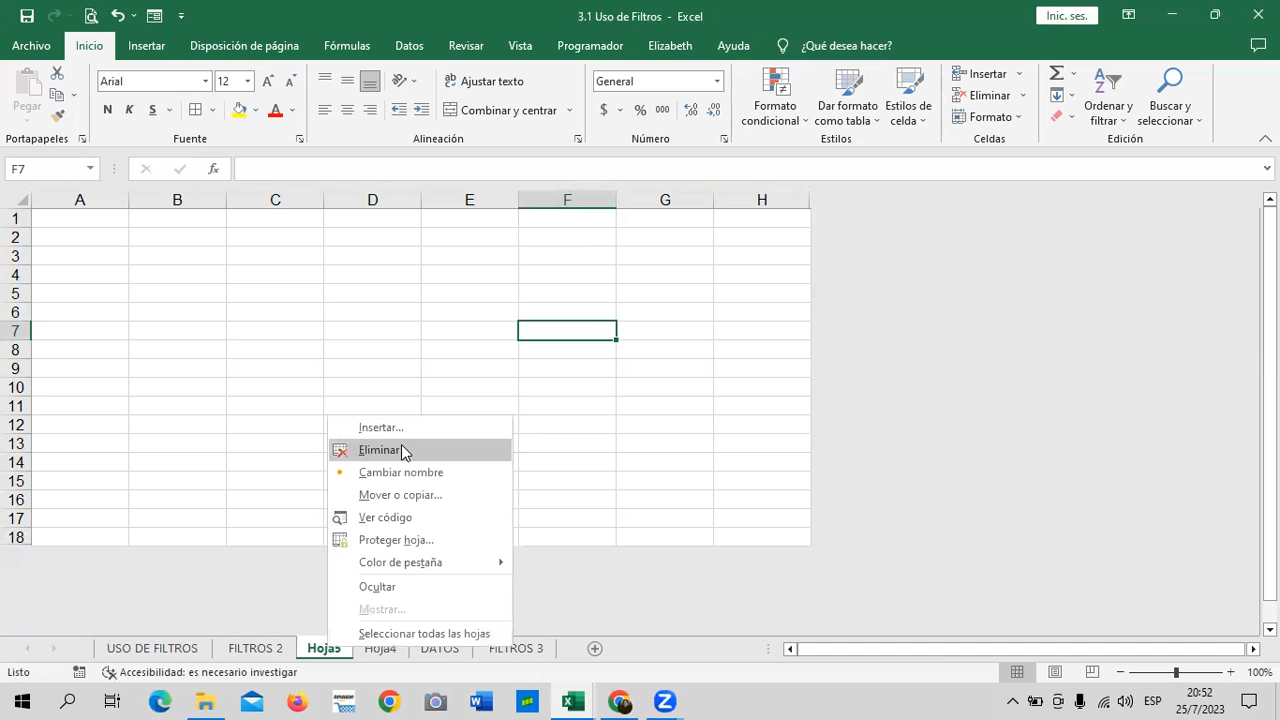 3.1 Uso de Filtros - Excel
Inic. ses.
Archivo Inicio Insertar Disposición de página Fórmulas Datos Revisar Vista Programador Elizabeth Ayuda ¿Qué desea hacer?
Pegar
Arial 12
N K S
A A
ab Ajustar texto
Combinar y centrar
General
$ % 000
Formato condicional
Dar formato como tabla
Estilos de celda
Insertar
Eliminar
Formato
Ordenar y filtrar
Buscar y seleccionar
Portapapeles Fuente Alineación Número Estilos Celdas Edición
F7 fx
A B C D E F G H
1
2
3
4
5
6
7
8
9
10
11
12
13
14
15
16
17
18
Insertar...
Eliminar
Cambiar nombre
Mover o copiar...
Ver código
Proteger hoja...
Color de pestaña
Ocultar
Mostrar...
Seleccionar todas las hojas
USO DE FILTROS FILTROS 2 Hoja5 Hoja4 DATOS FILTROS 3
Listo Accesibilidad: es necesario investigar 100%
amazon
ESP 20:52
25/7/2023